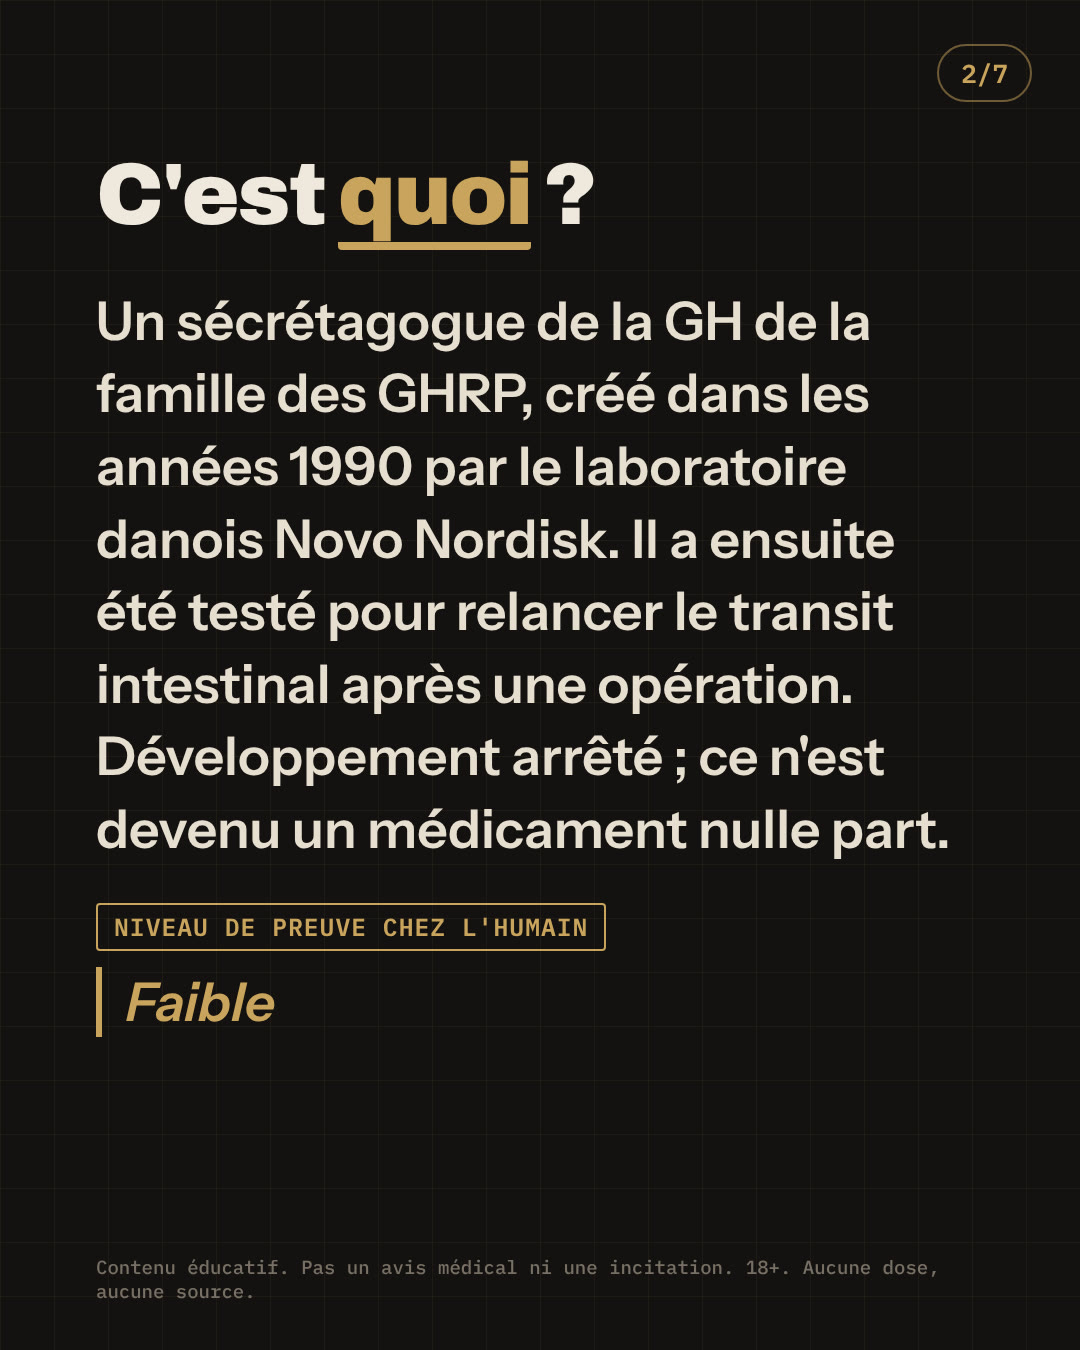 2/7
C'est quoi ?
Un sécrétagogue de la GH de la
famille des GHRP, créé dans les
années 1990 par le laboratoire
danois Novo Nordisk. Il a ensuite
été testé pour relancer le transit
intestinal après une opération.
Développement arrêté ; ce n'est
devenu un médicament nulle part.
NIVEAU DE PREUVE CHEZ L'HUMAIN
Faible
Contenu éducatif. Pas un avis médical ni une incitation. 18+. Aucune dose,
aucune source.